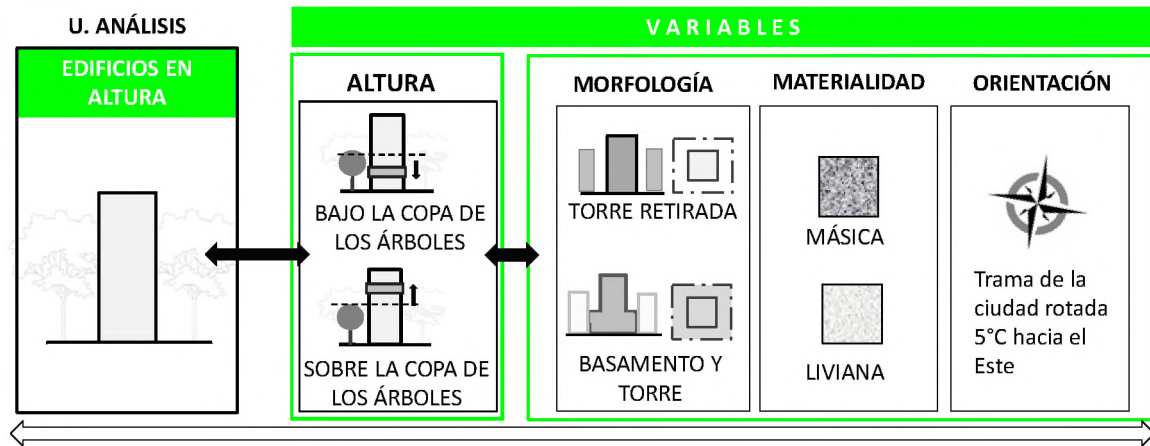 U. ANÁLISIS
VARIABLES
EDIFICIOS EN
ALTURA
ALTURA
BAJO LA COPA DE
LOS ÁRBOLES
SOBRE LA COPA DE
LOS ÁRBOLES
MORFOLOGÍA
TORRE RETIRADA
BASAMENTO Y
TORRE
MATERIALIDAD
MÁSICA
LIVIANA
ORIENTACIÓN
Trama de la
ciudad rotada
5°C hacia el
Este